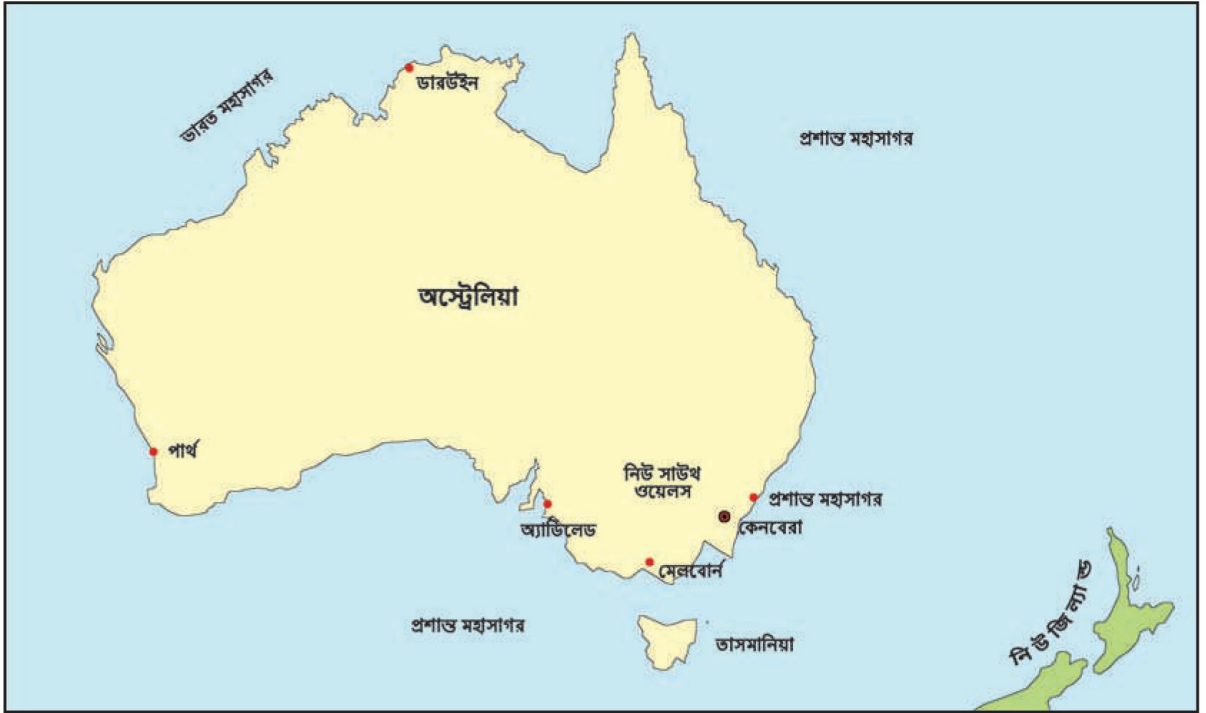 ডারউইন
ভারত মহাসাগর
প্রশান্ত মহাসাগর
অস্ট্রেলিয়া
পার্থ
নিউ সাউথ
ওয়েলস
প্রশান্ত মহাসাগর
অ্যাডিলেড
কেনবেরা
মেলবোর্ন
প্রশান্ত মহাসাগর
তাসমানিয়া
নিউজিল্যান্ড